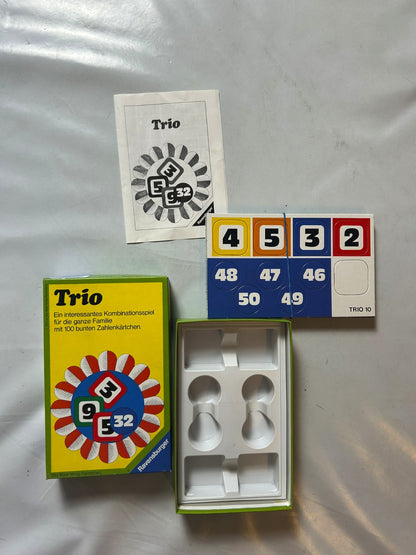 Trio
3
5
9
32
4 5 3 2
48 47 46
50 49
TRIO 10
Trio
Ein interessantes Kombinationsspiel
für die ganze Familie
mit 100 bunten Zahlenkärtchen.
3
9
5
32
Ravensburger